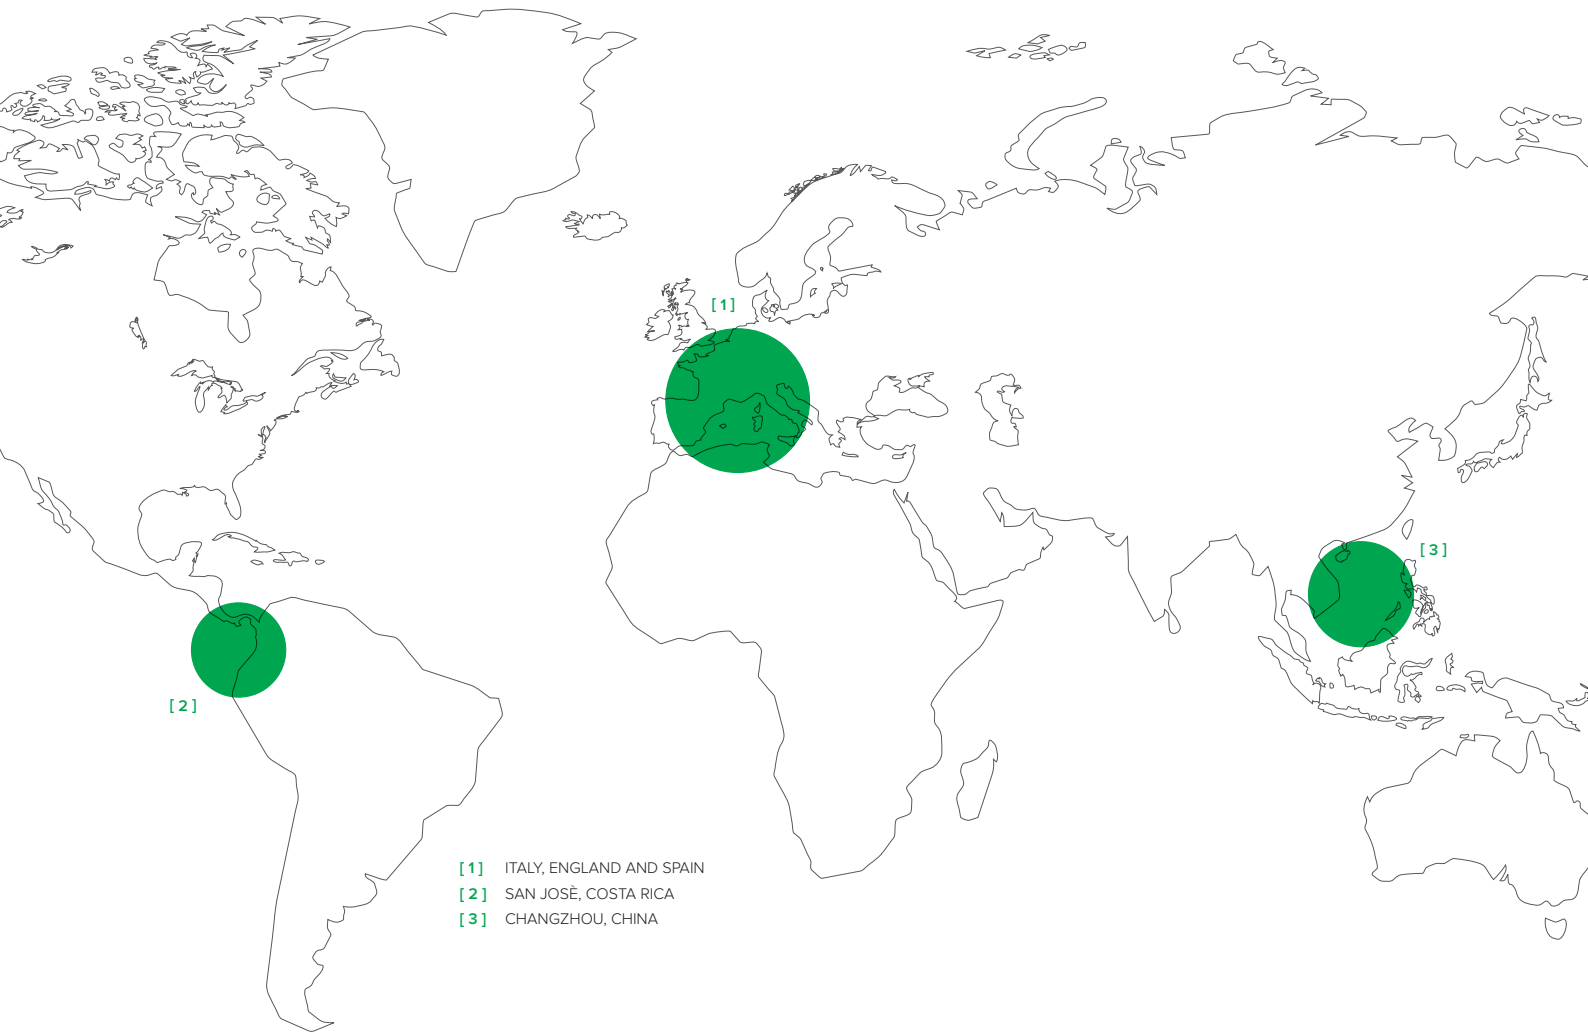 [ 1 ]
[ 3 ]
[ 2 ]
[ 1 ] ITALY, ENGLAND AND SPAIN
[ 2 ] SAN JOSÈ, COSTA RICA
[ 3 ] CHANGZHOU, CHINA